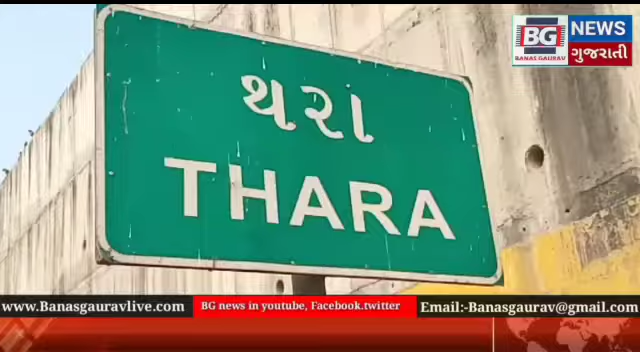 BG NEWS
BANAS GAURAV ગુજરાતી
થરા
THARA
www.Banasgauravlive.com BG news in youtube, Facebook.twitter Email:-Banasgaurav@gmail.com